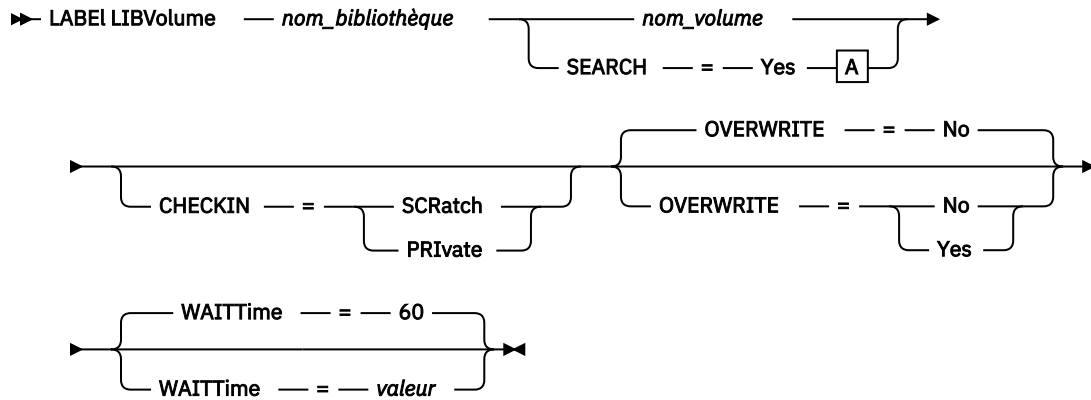 LABEl LIBVolume nom_bibliothèque nom_volume
SEARCH = Yes A
OVERWRITE = No
CHECKIN = SCRatch OVERWRITE = No
PRIvate Yes
WAITTime = 60
WAITTime = valeur